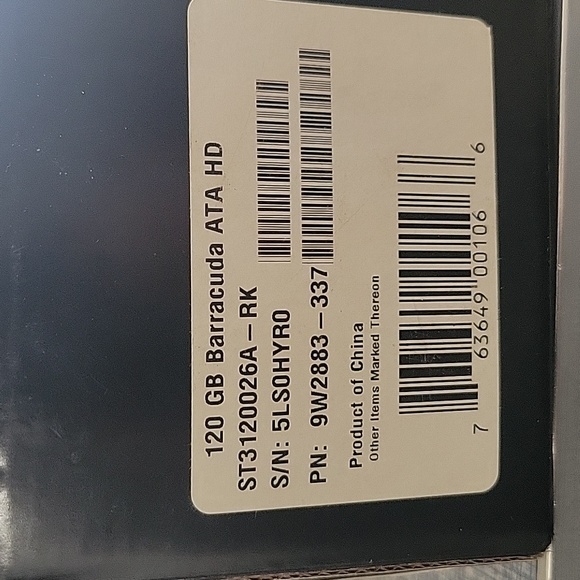 120 GB Barracuda ATA HD
ST3120026A-RK
S/N: 5LS0HYR0
PN: 9W2883-337
Product of China
Other Items Marked Thereon
7 63649 00106 6